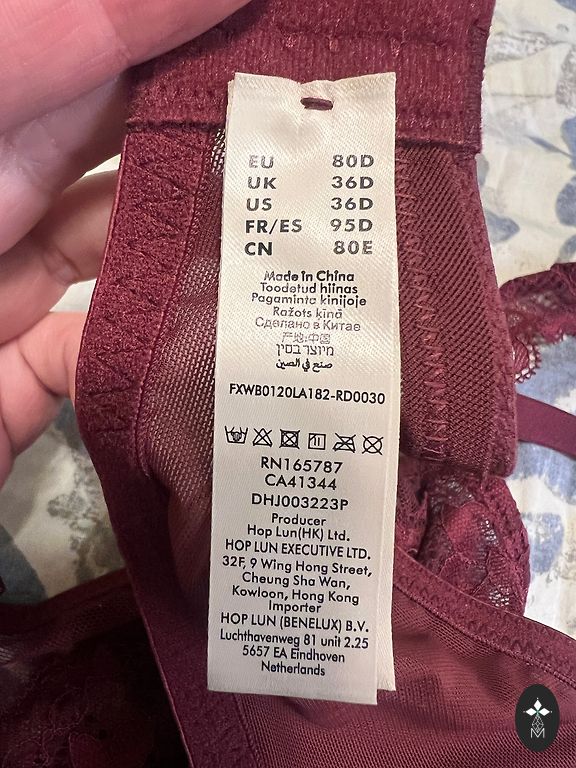 EU 80D
UK 36D
US 36D
FR/ES 95D
CN 80E
Made in China
Toodetud hiinas
Pagaminta kinijoje
Ražots ķīnā
Сделано в Китае
产地:中国
מיוצר בסין
صنع في الصين
FXWB0120LA182-RD0030
RN165787
CA41344
DHJ003223P
Producer
Hop Lun(HK) Ltd.
HOP LUN EXECUTIVE LTD.
32F, 9 Wing Hong Street,
Cheung Sha Wan,
Kowloon, Hong Kong
Importer
HOP LUN (BENELUX) B.V.
Luchthavenweg 81 unit 2.25
5657 EA Eindhoven
Netherlands
M